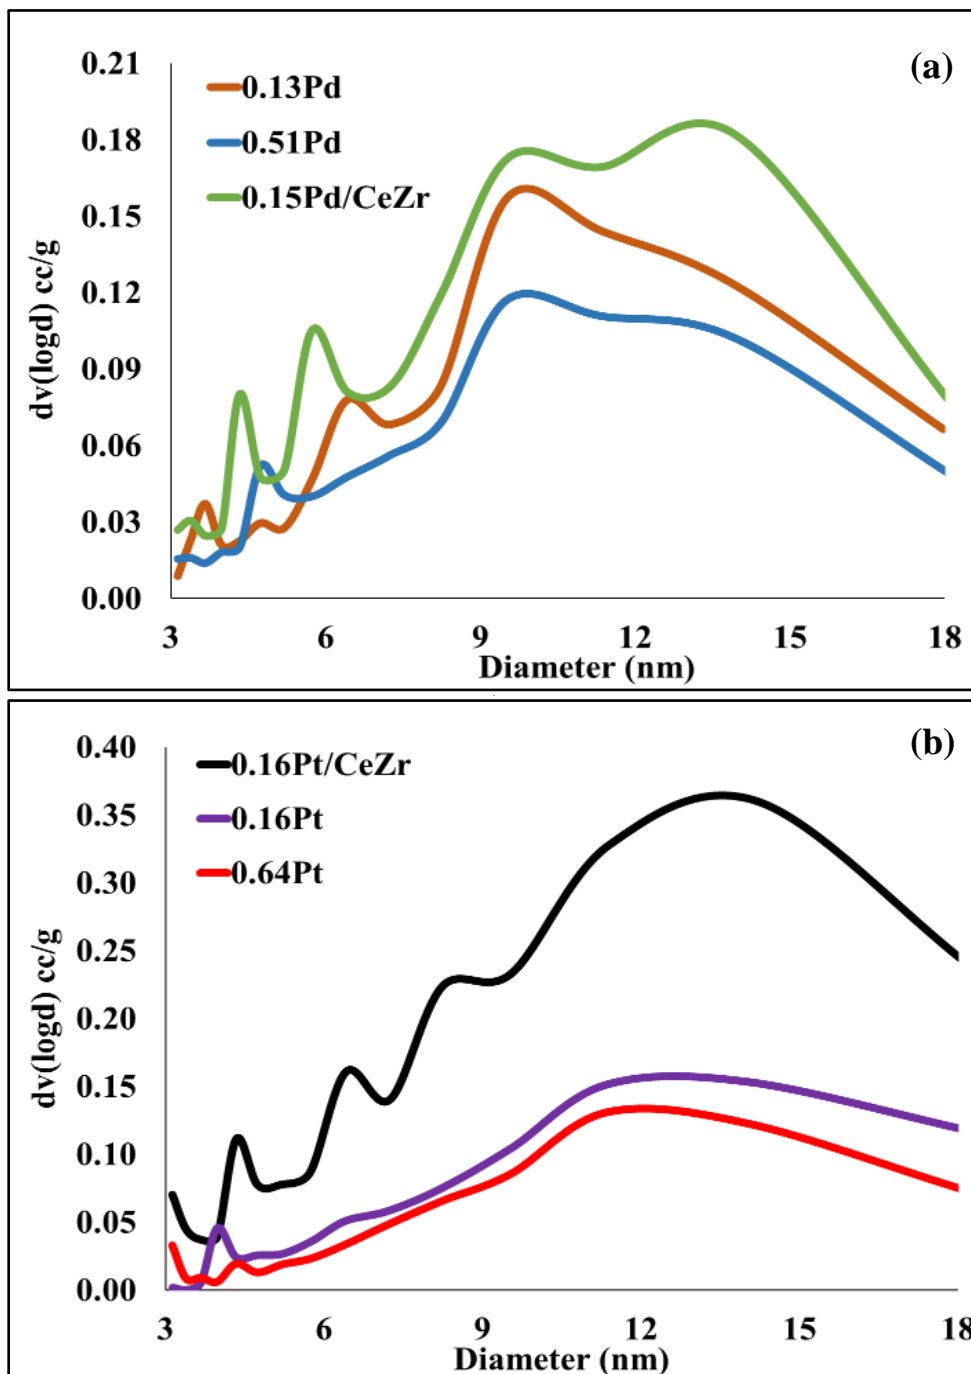 (a)
0.13Pd
0.51Pd
0.15Pd/CeZr
dv(logd) cc/g
0.21
0.18
0.15
0.12
0.09
0.06
0.03
0.00
3 6 9 12 15 18
Diameter (nm)
(b)
0.16Pt/CeZr
0.16Pt
0.64Pt
dv(logd) cc/g
0.40
0.35
0.30
0.25
0.20
0.15
0.10
0.05
0.00
3 6 9 12 15 18
Diameter (nm)